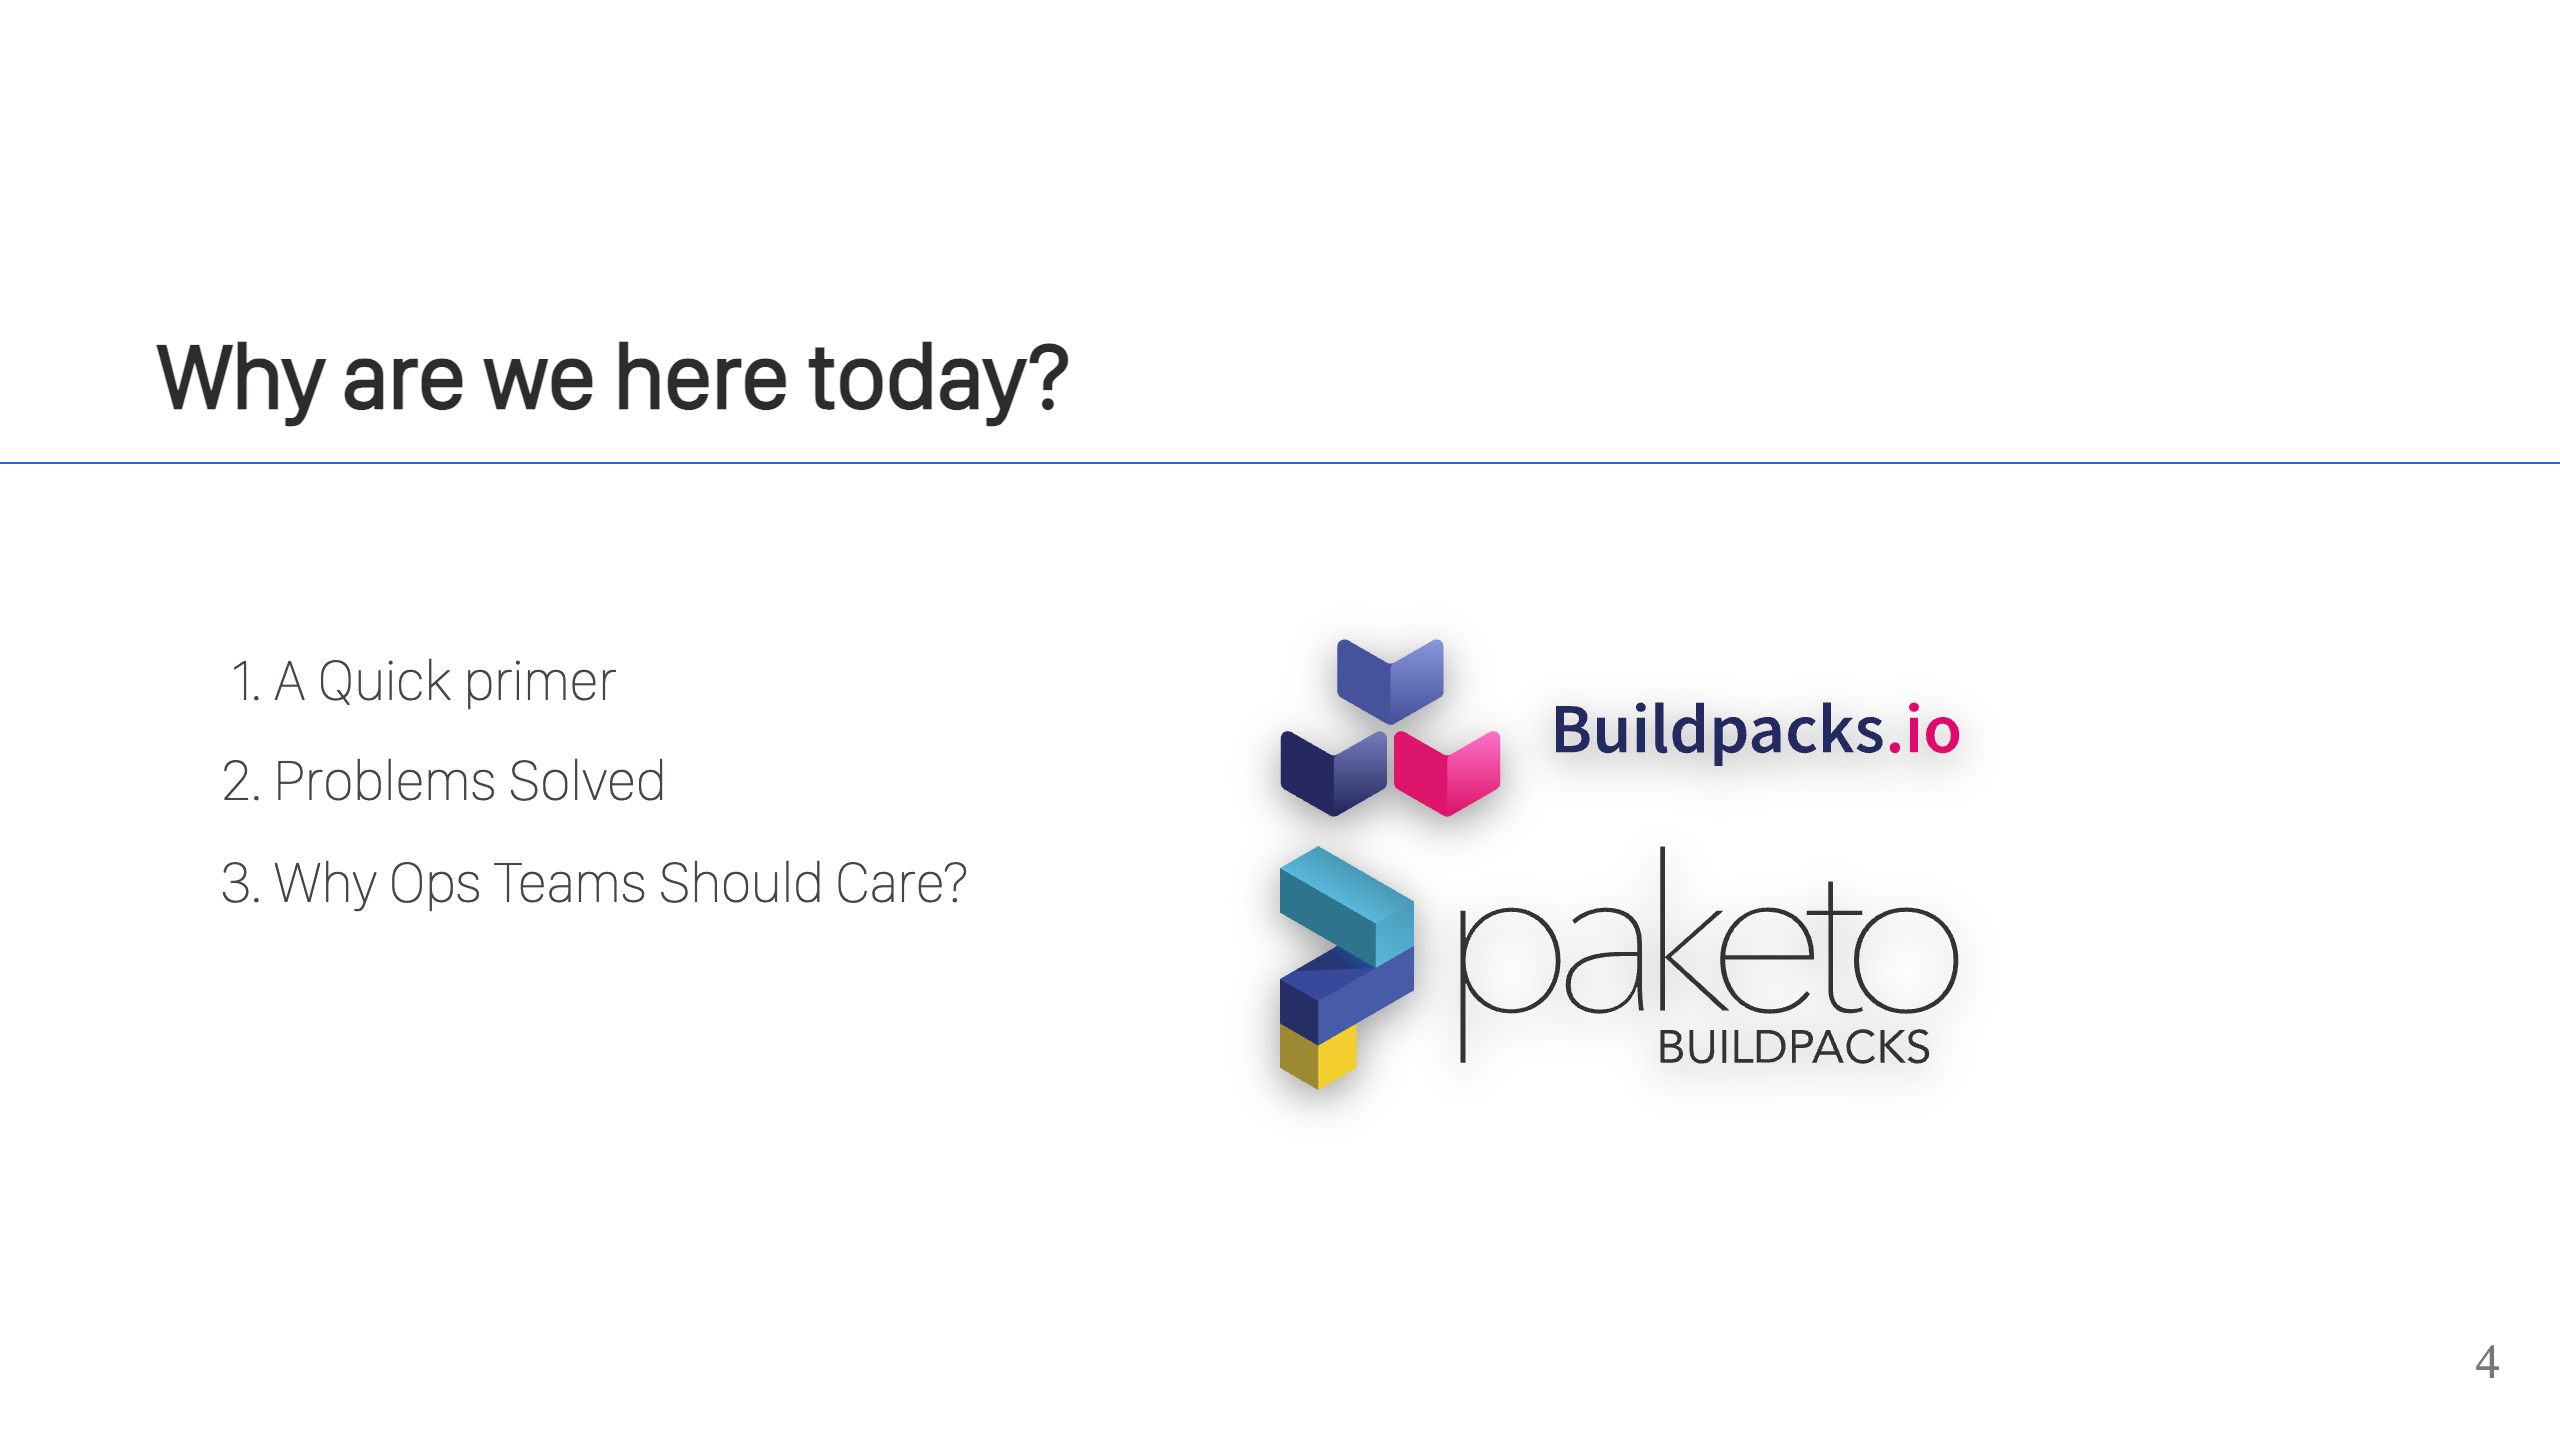 Why are we here today?
1. A Quick primer
2. Problems Solved
3. Why Ops Teams Should Care?
Buildpacks.io
paketo
BUILDPACKS
4